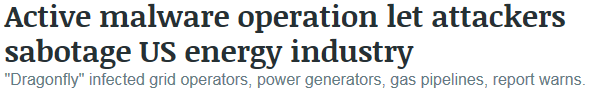 Active malware operation let attackers
sabotage US energy industry
"Dragonfly" infected grid operators, power generators, gas pipelines, report warns.